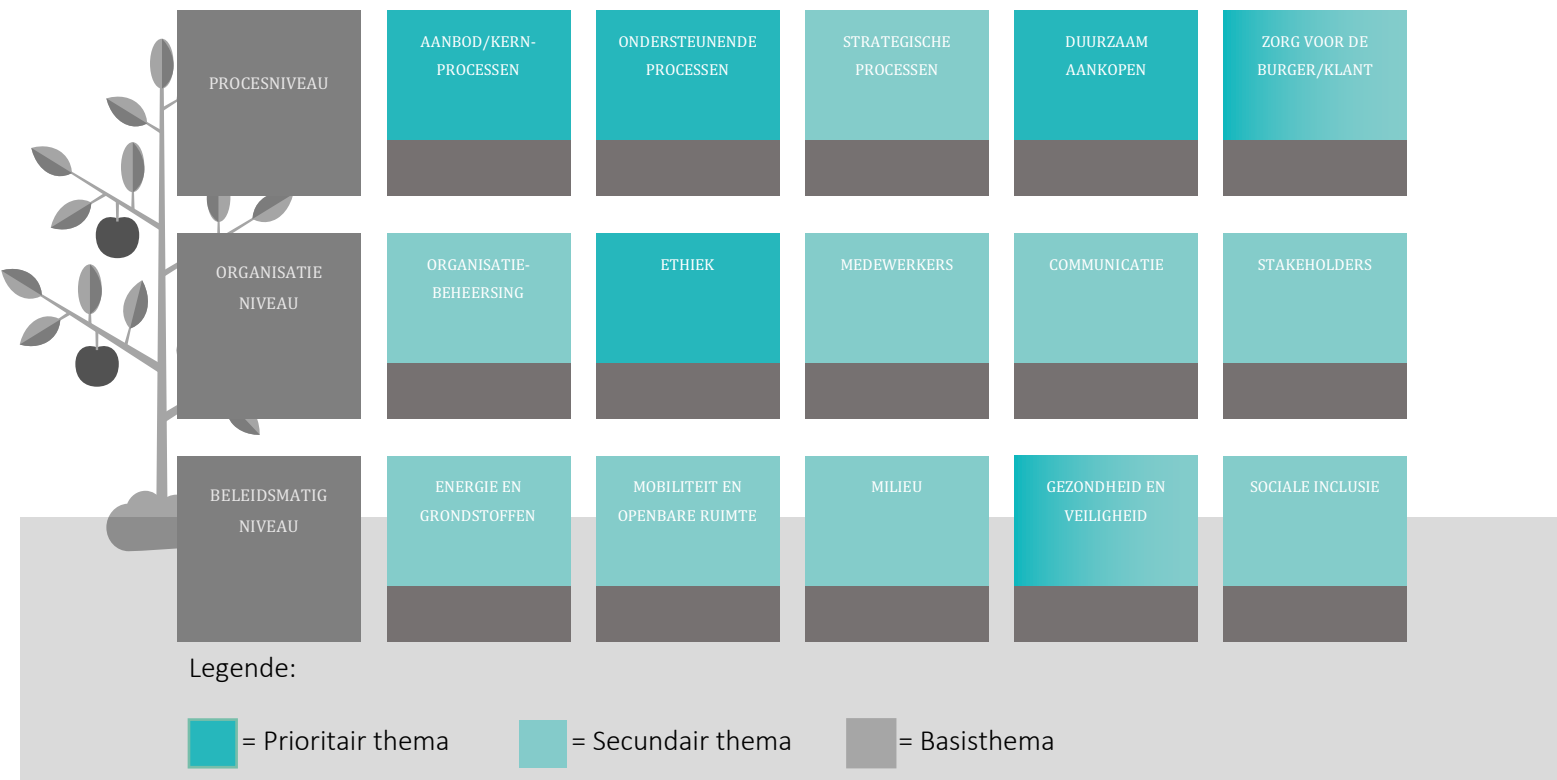 PROCESNIVEAU
AANBOD/KERN-
PROCESSEN
ONDERSTEUNENDE
PROCESSEN
STRATEGISCHE
PROCESSEN
DUURZAAM
AANKOPEN
ZORG VOOR DE
BURGER/KLANT
ORGANISATIE
NIVEAU
ORGANISATIE-
BEHEERSING
ETHIEK
MEDEWERKERS
COMMUNICATIE
STAKEHOLDERS
BELEIDSMATIG
NIVEAU
ENERGIE EN
GRONDSTOFFEN
MOBILITEIT EN
OPENBARE RUIMTE
MILIEU
GEZONDHEID EN
VEILIGHEID
SOCIALE INCLUSIE
Legende:
= Prioritair thema
= Secundair thema
= Basisthema